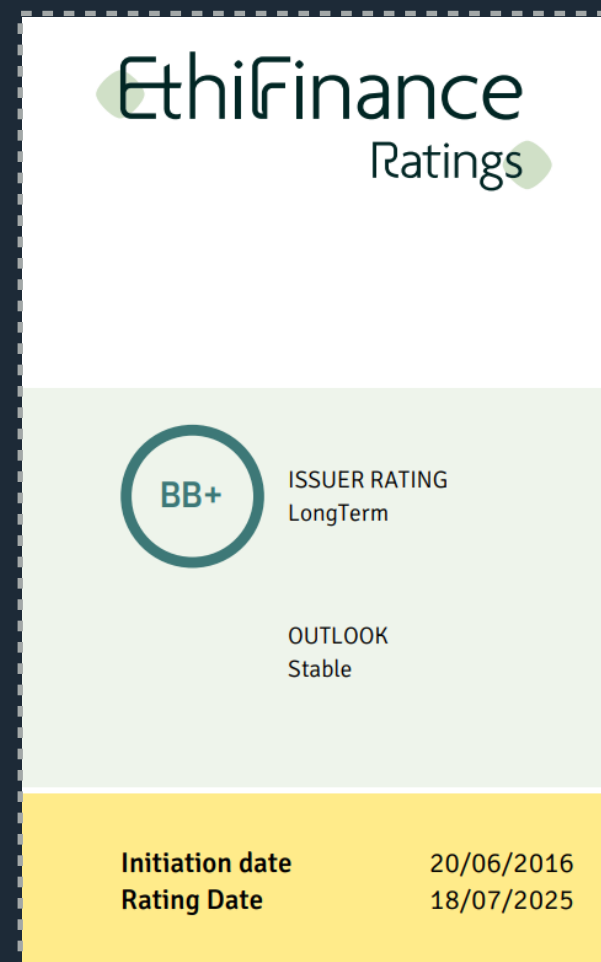 EthiFinance
Ratings
BB+
ISSUER RATING
LongTerm
OUTLOOK
Stable
Initiation date 20/06/2016
Rating Date 18/07/2025